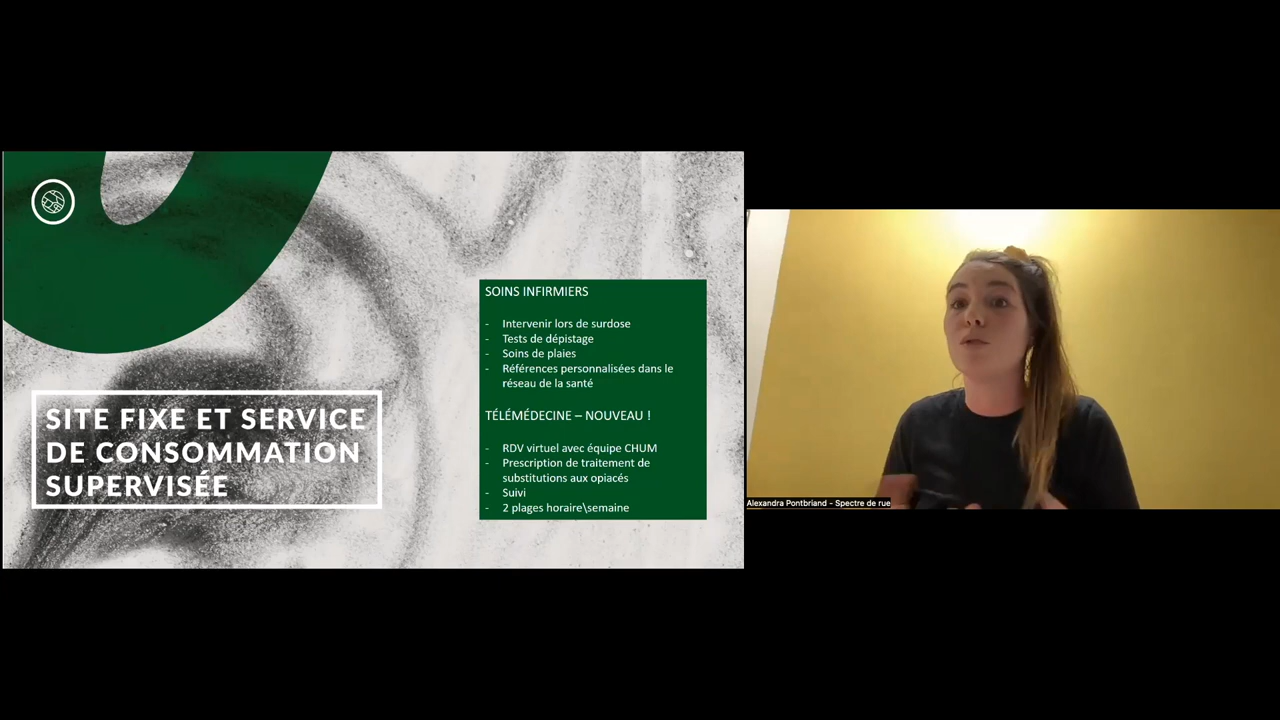 SITE FIXE ET SERVICE
DE CONSOMMATION
SUPERVISÉE
SOINS INFIRMIERS
- Intervenir lors de surdose
- Tests de dépistage
- Soins de plaies
- Références personnalisées dans le
réseau de la santé
TÉLÉMÉDECINE – NOUVEAU !
- RDV virtuel avec équipe CHUM
- Prescription de traitement de
substitutions aux opiacés
- Suivi
- 2 plages horaire\semaine
Alexandra Pontbriand - Spectre de rue